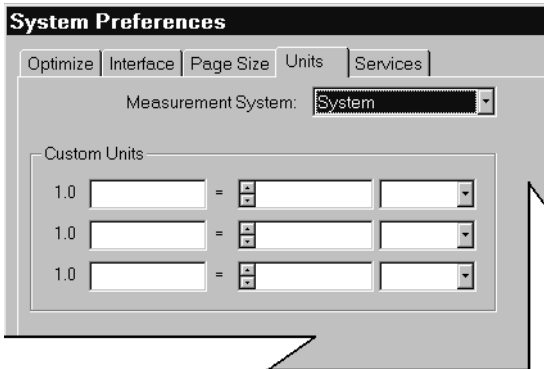 System Preferences
Optimize Interface Page Size Units Services
Measurement System: System
Custom Units
1.0 =
1.0 =
1.0 =